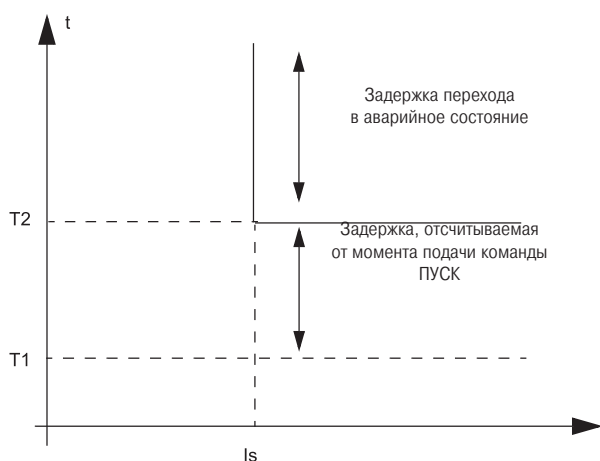 t
Задержка перехода
в аварийное состояние
T2
Задержка, отсчитываемая
от момента подачи команды
ПУСК
T1
Is